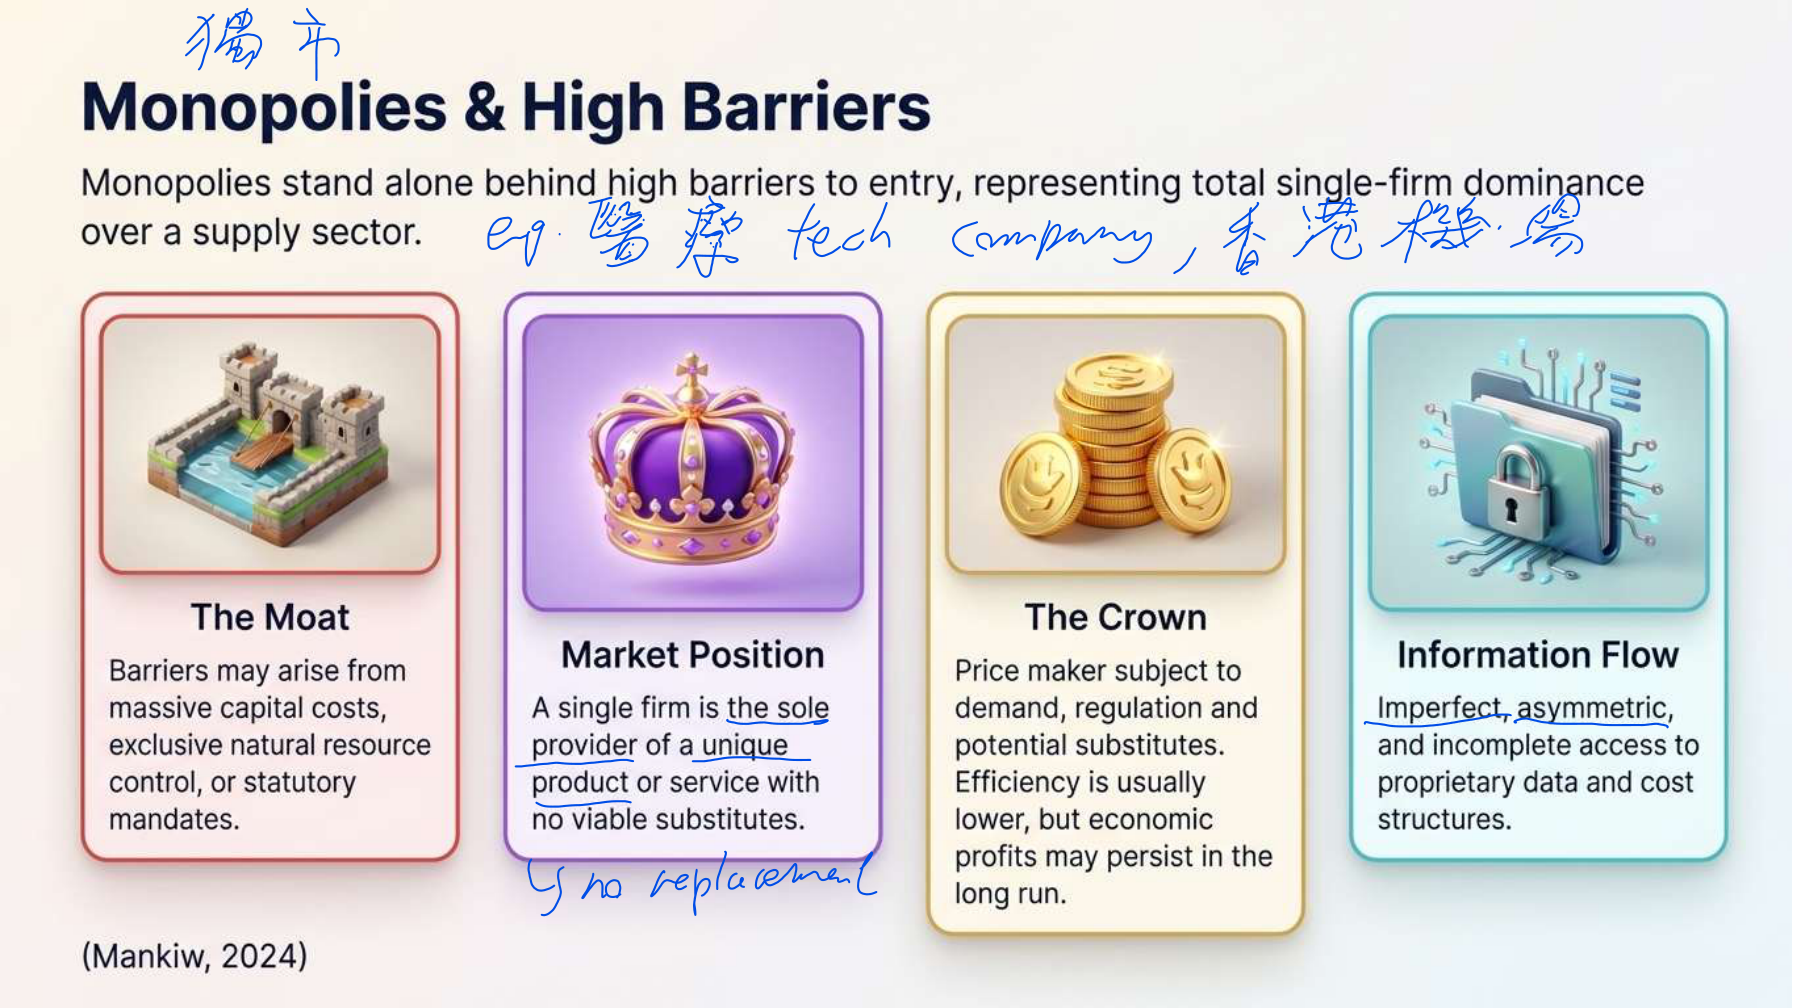 獨市
Monopolies & High Barriers
Monopolies stand alone behind high barriers to entry, representing total single-firm dominance
over a supply sector.
eg. 醫療 tech company, 香港機場
The Moat
Barriers may arise from
massive capital costs,
exclusive natural resource
control, or statutory
mandates.
Market Position
A single firm is the sole
provider of a unique
product or service with
no viable substitutes.
↳ no replacement
The Crown
Price maker subject to
demand, regulation and
potential substitutes.
Efficiency is usually
lower, but economic
profits may persist in the
long run.
Information Flow
Imperfect, asymmetric,
and incomplete access to
proprietary data and cost
structures.
(Mankiw, 2024)